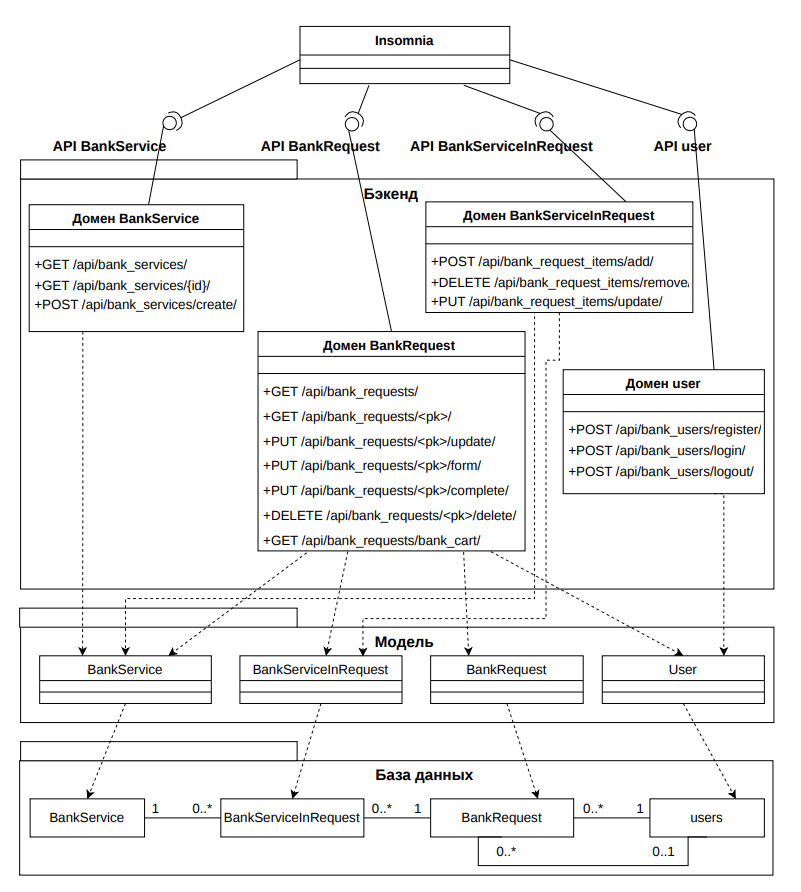 Insomnia
API BankService
API BankRequest
API BankServiceInRequest
API user
Бэкенд
Домен BankService
+GET /api/bank_services/
+GET /api/bank_services/{id}/
+POST /api/bank_services/create/
Домен BankServiceInRequest
+POST /api/bank_request_items/add/
+DELETE /api/bank_request_items/remove/
+PUT /api/bank_request_items/update/
Домен BankRequest
+GET /api/bank_requests/
+GET /api/bank_requests/<pk>/
+PUT /api/bank_requests/<pk>/update/
+PUT /api/bank_requests/<pk>/form/
+PUT /api/bank_requests/<pk>/complete/
+DELETE /api/bank_requests/<pk>/delete/
+GET /api/bank_requests/bank_cart/
Домен user
+POST /api/bank_users/register/
+POST /api/bank_users/login/
+POST /api/bank_users/logout/
Модель
BankService
BankServiceInRequest
BankRequest
User
База данных
BankService
1
0..*
BankServiceInRequest
0..*
1
BankRequest
0..*
1
users
0..*
0..1